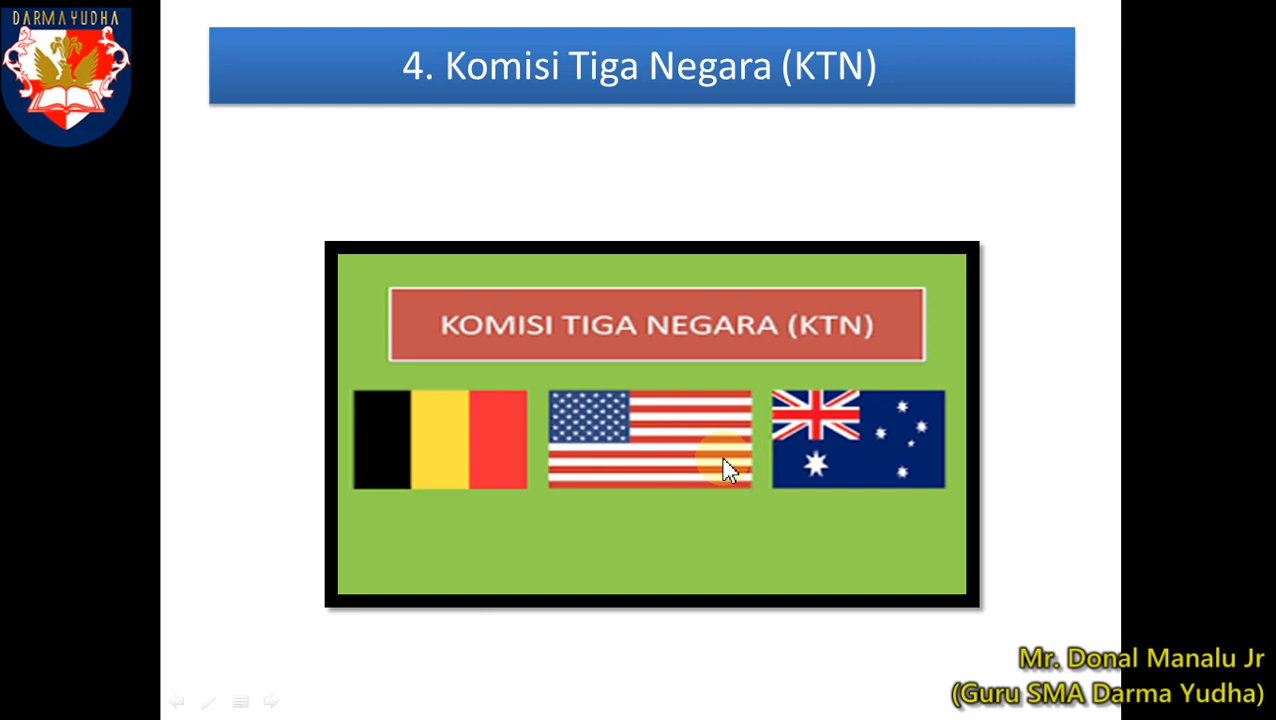 DARMA YUDHA
4. Komisi Tiga Negara (KTN)
KOMISI TIGA NEGARA (KTN)
Mr. Donal Manalu Jr
(Guru SMA Darma Yudha)